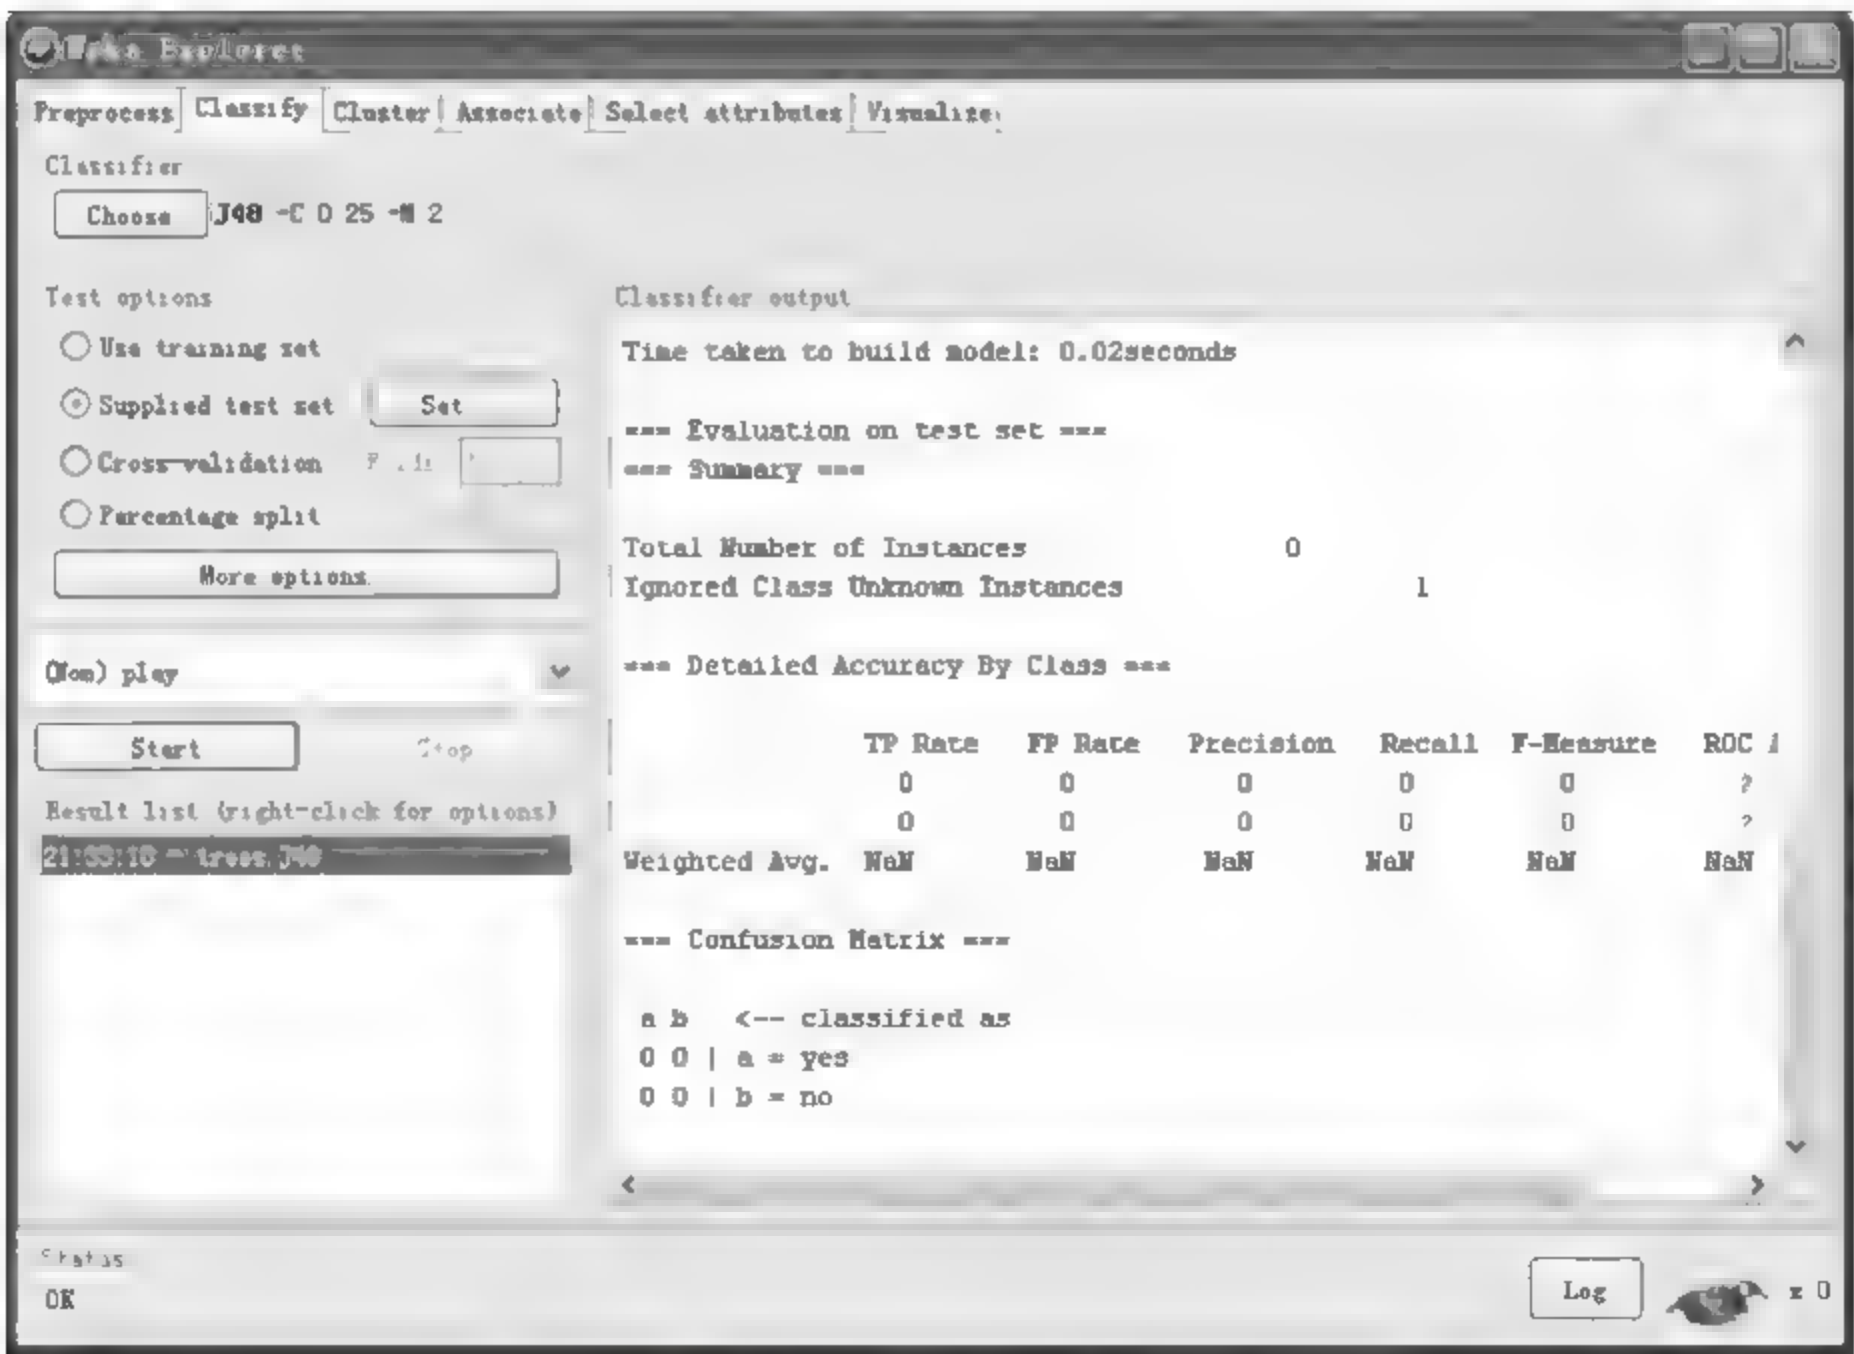 Explorer
Preprocess Classify Cluster Associate Select attributes Visualize
Classifier
Choose J48 -C 0 25 -M 2
Test options
Classifier output
Use training set
Time taken to build model: 0.02seconds
Supplied test set Set
=== Evaluation on test set ===
Cross-validation
=== Summary ===
Percentage split
Total Number of Instances 0
More options
Ignored Class Unknown Instances 1
(Nom) play
=== Detailed Accuracy By Class ===
Start Stop
TP Rate FP Rate Precision Recall F-Measure ROC
0 0 0 0 0 ?
Result list (right-click for options)
0 0 0 0 0 ?
trees J48
Weighted Avg. NaN NaN NaN NaN NaN NaN
=== Confusion Matrix ===
a b <-- classified as
0 0 | a = yes
0 0 | b = no
Status
OK
Log
x 0